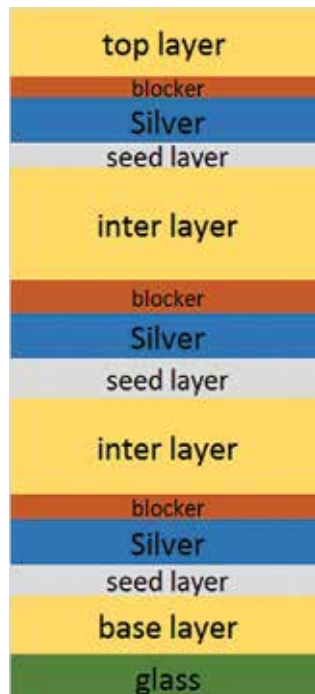 top layer
blocker
Silver
seed layer
inter layer
blocker
Silver
seed layer
inter layer
blocker
Silver
seed layer
base layer
glass